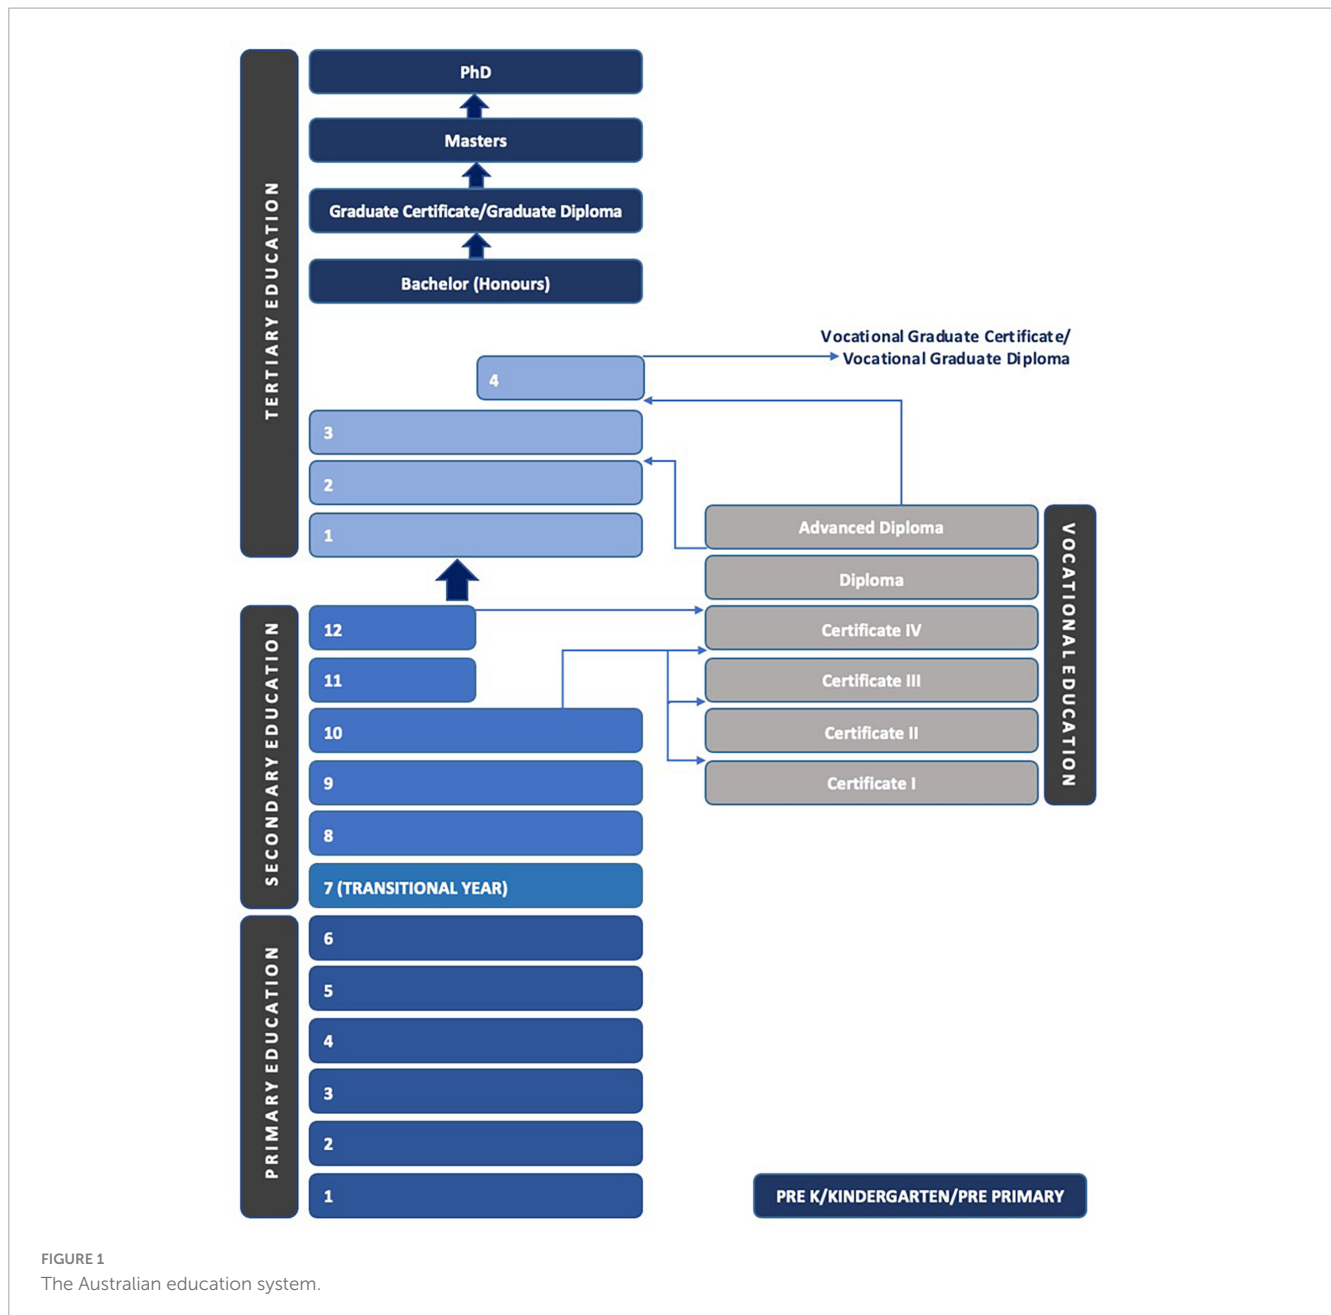 TERTIARY EDUCATION
PhD
Masters
Graduate Certificate/Graduate Diploma
Bachelor (Honours)
Vocational Graduate Certificate/
Vocational Graduate Diploma
4
3
2
1
VOCATIONAL EDUCATION
Advanced Diploma
Diploma
Certificate IV
Certificate III
Certificate II
Certificate I
SECONDARY EDUCATION
12
11
10
9
8
7 (TRANSITIONAL YEAR)
PRIMARY EDUCATION
6
5
4
3
2
1
PRE K/KINDERGARTEN/PRE PRIMARY
FIGURE 1
The Australian education system.